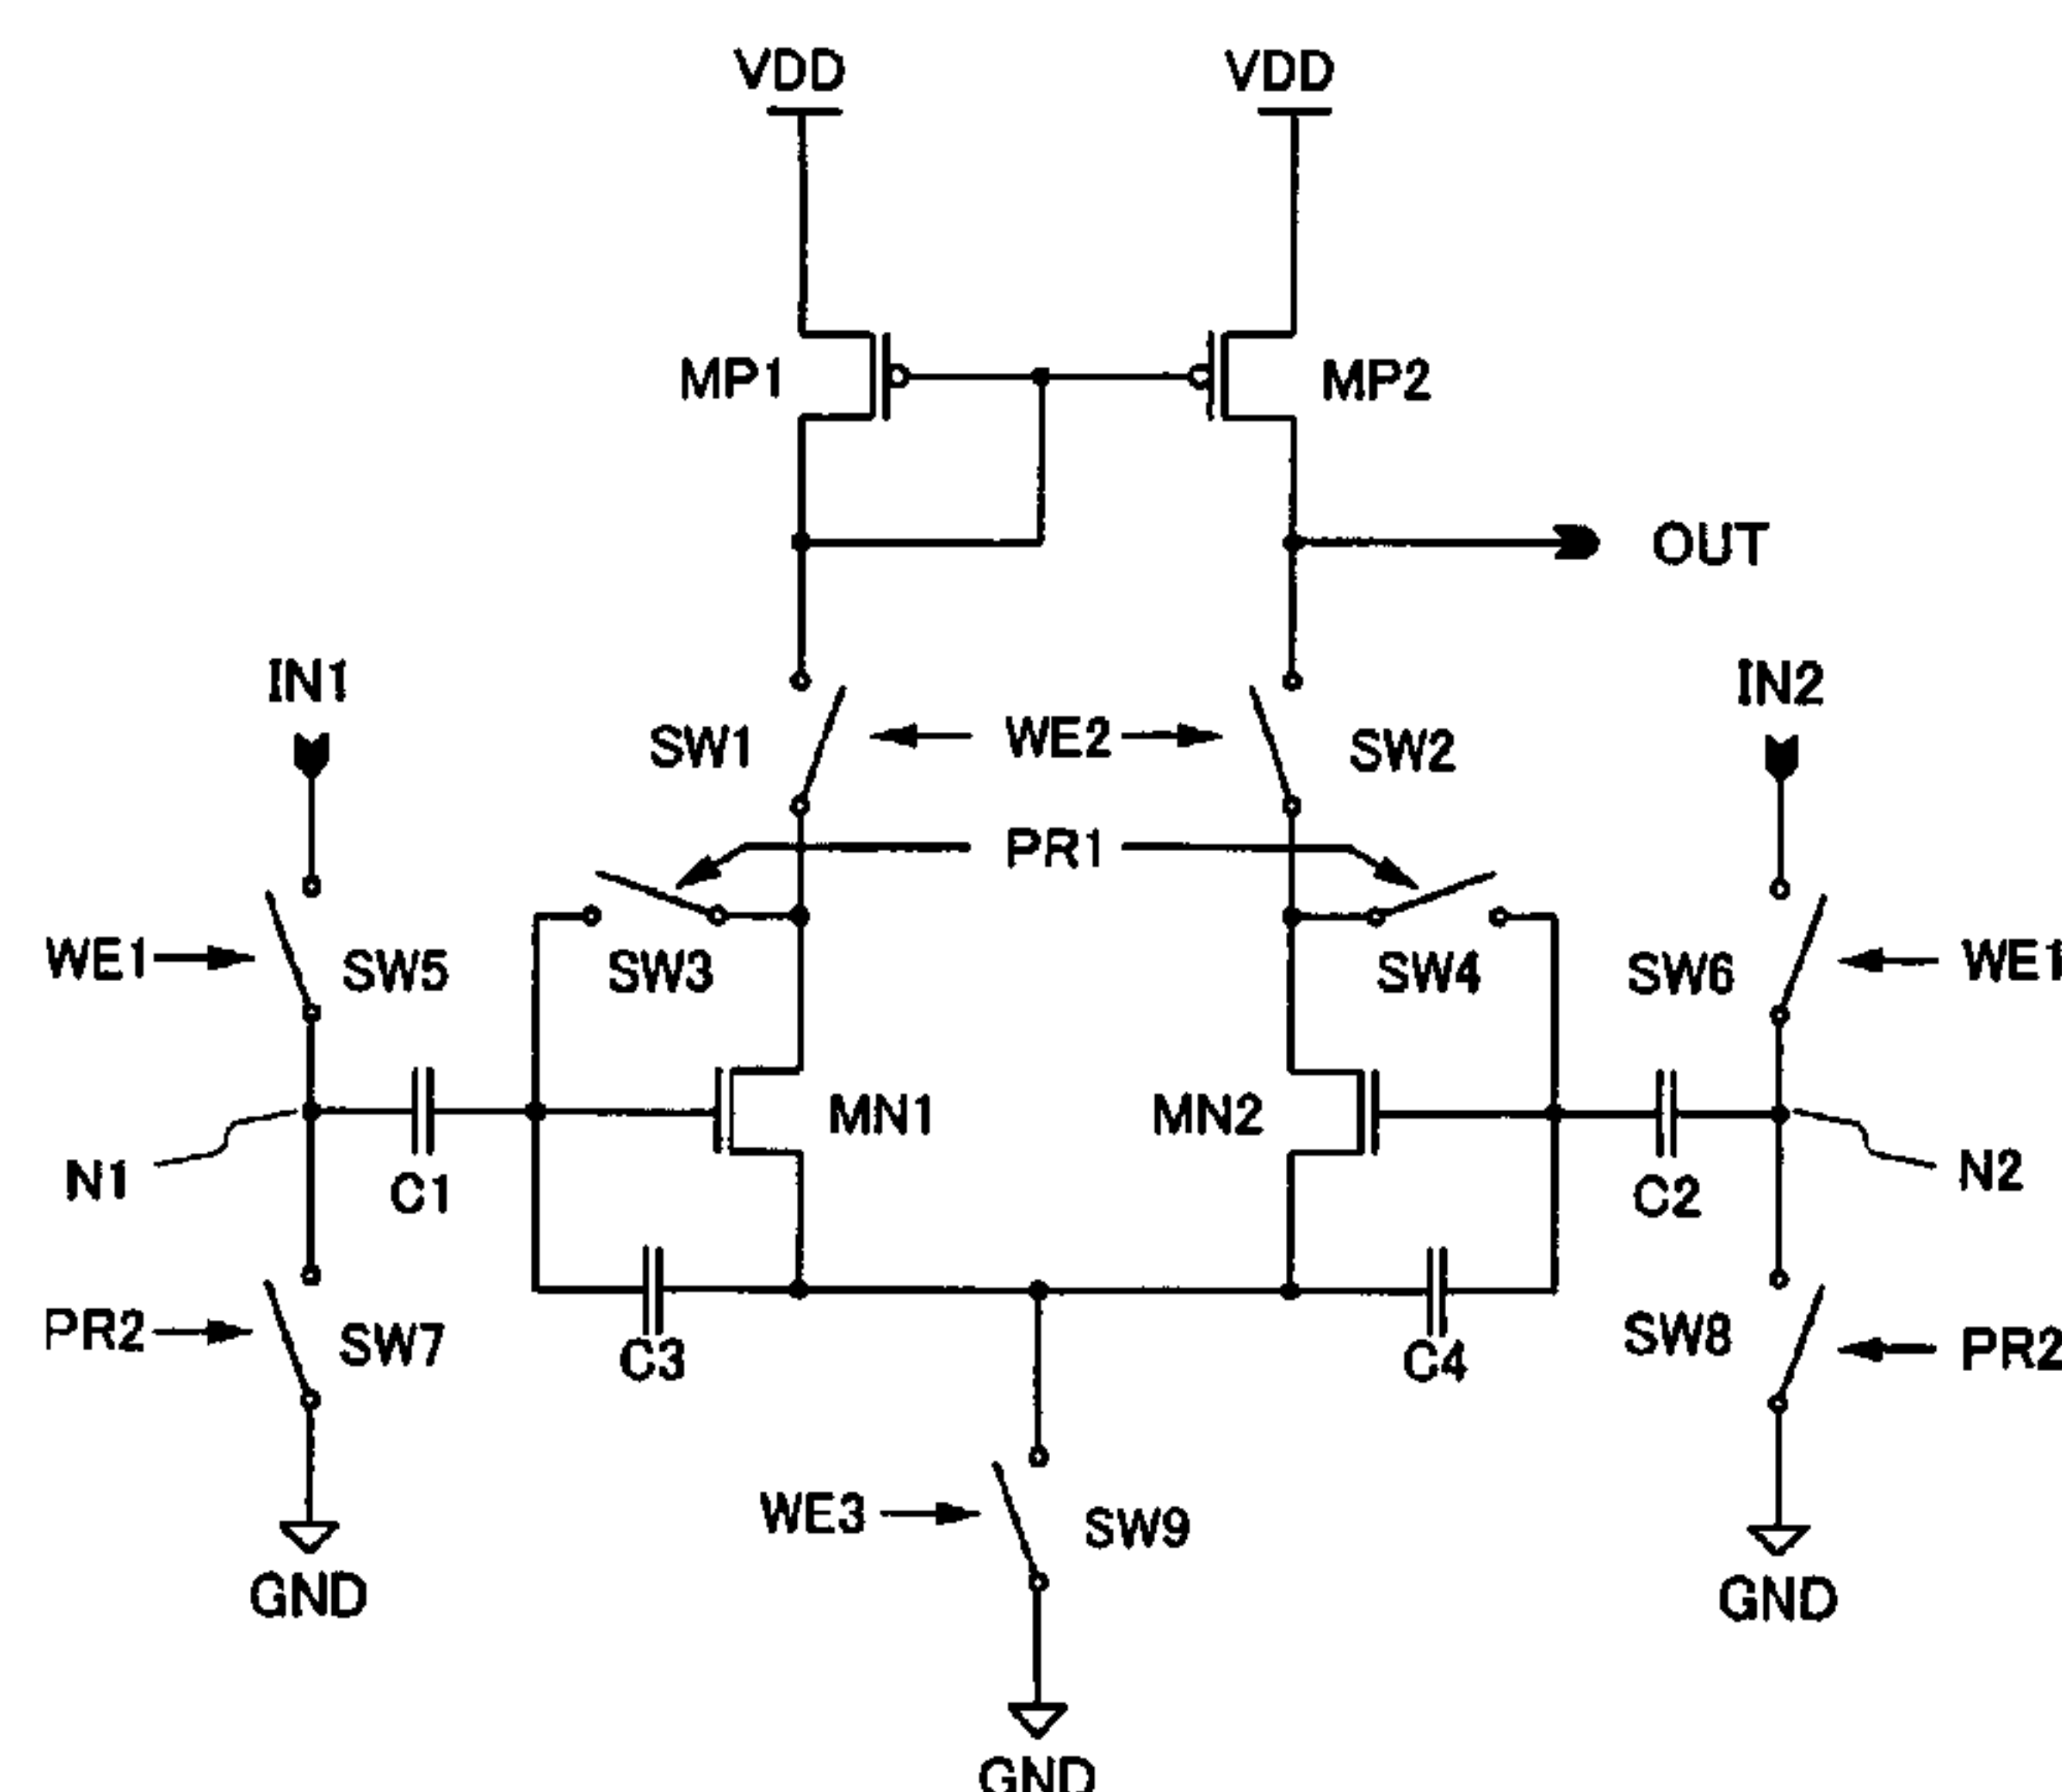 VDD VDD
MP1 MP2
OUT
IN1 IN2
SW1 WE2 SW2
PR1
WE1 SW5 SW3 SW4 SW6 WE1
MN1 MN2
N1 C1 C2 N2
PR2 SW7 C3 C4 SW8 PR2
WE3 SW9
GND GND
GND